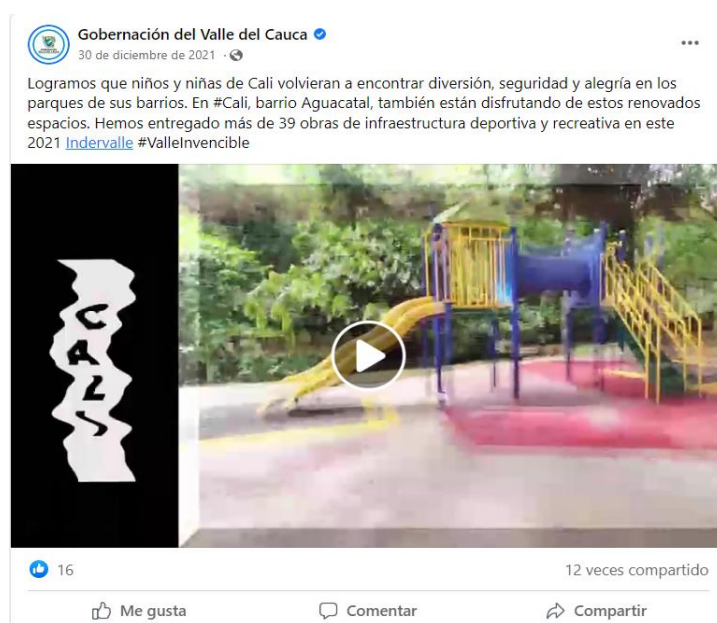 Gobernación del Valle del Cauca
30 de diciembre de 2021 ·
Logramos que niños y niñas de Cali volvieran a encontrar diversión, seguridad y alegría en los
parques de sus barrios. En #Cali, barrio Aguacatal, también están disfrutando de estos renovados
espacios. Hemos entregado más de 39 obras de infraestructura deportiva y recreativa en este
2021 Indervalle #ValleInvencible
CALI
16
12 veces compartido
Me gusta
Comentar
Compartir